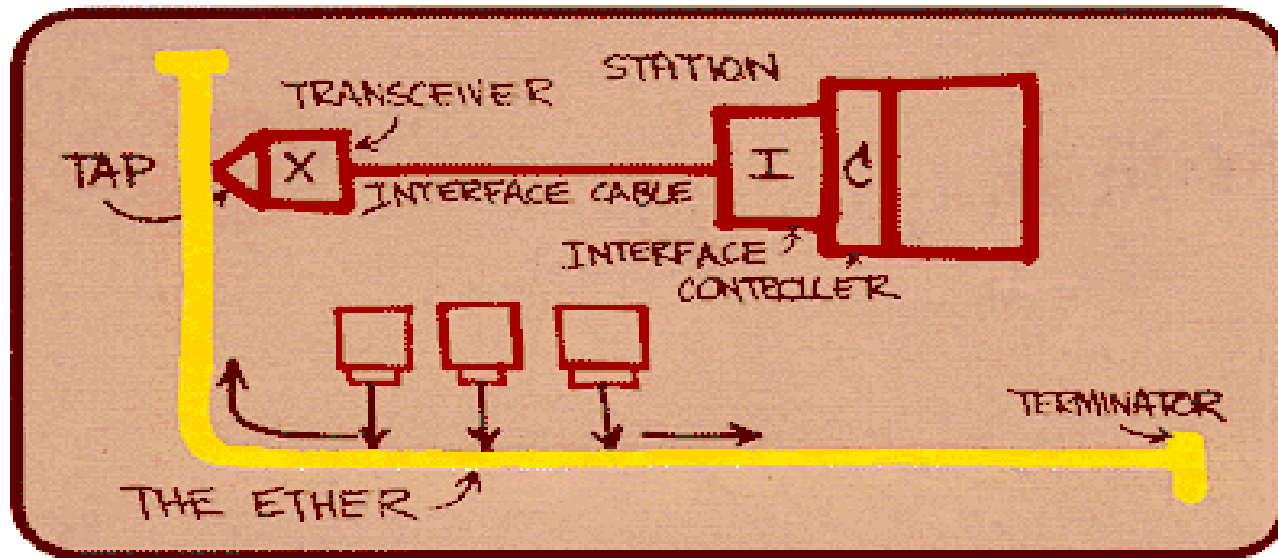 STATION
TRANSCEIVER
TAP
X
I
C
INTERFACE CABLE
INTERFACE
CONTROLLER
TERMINATOR
THE ETHER